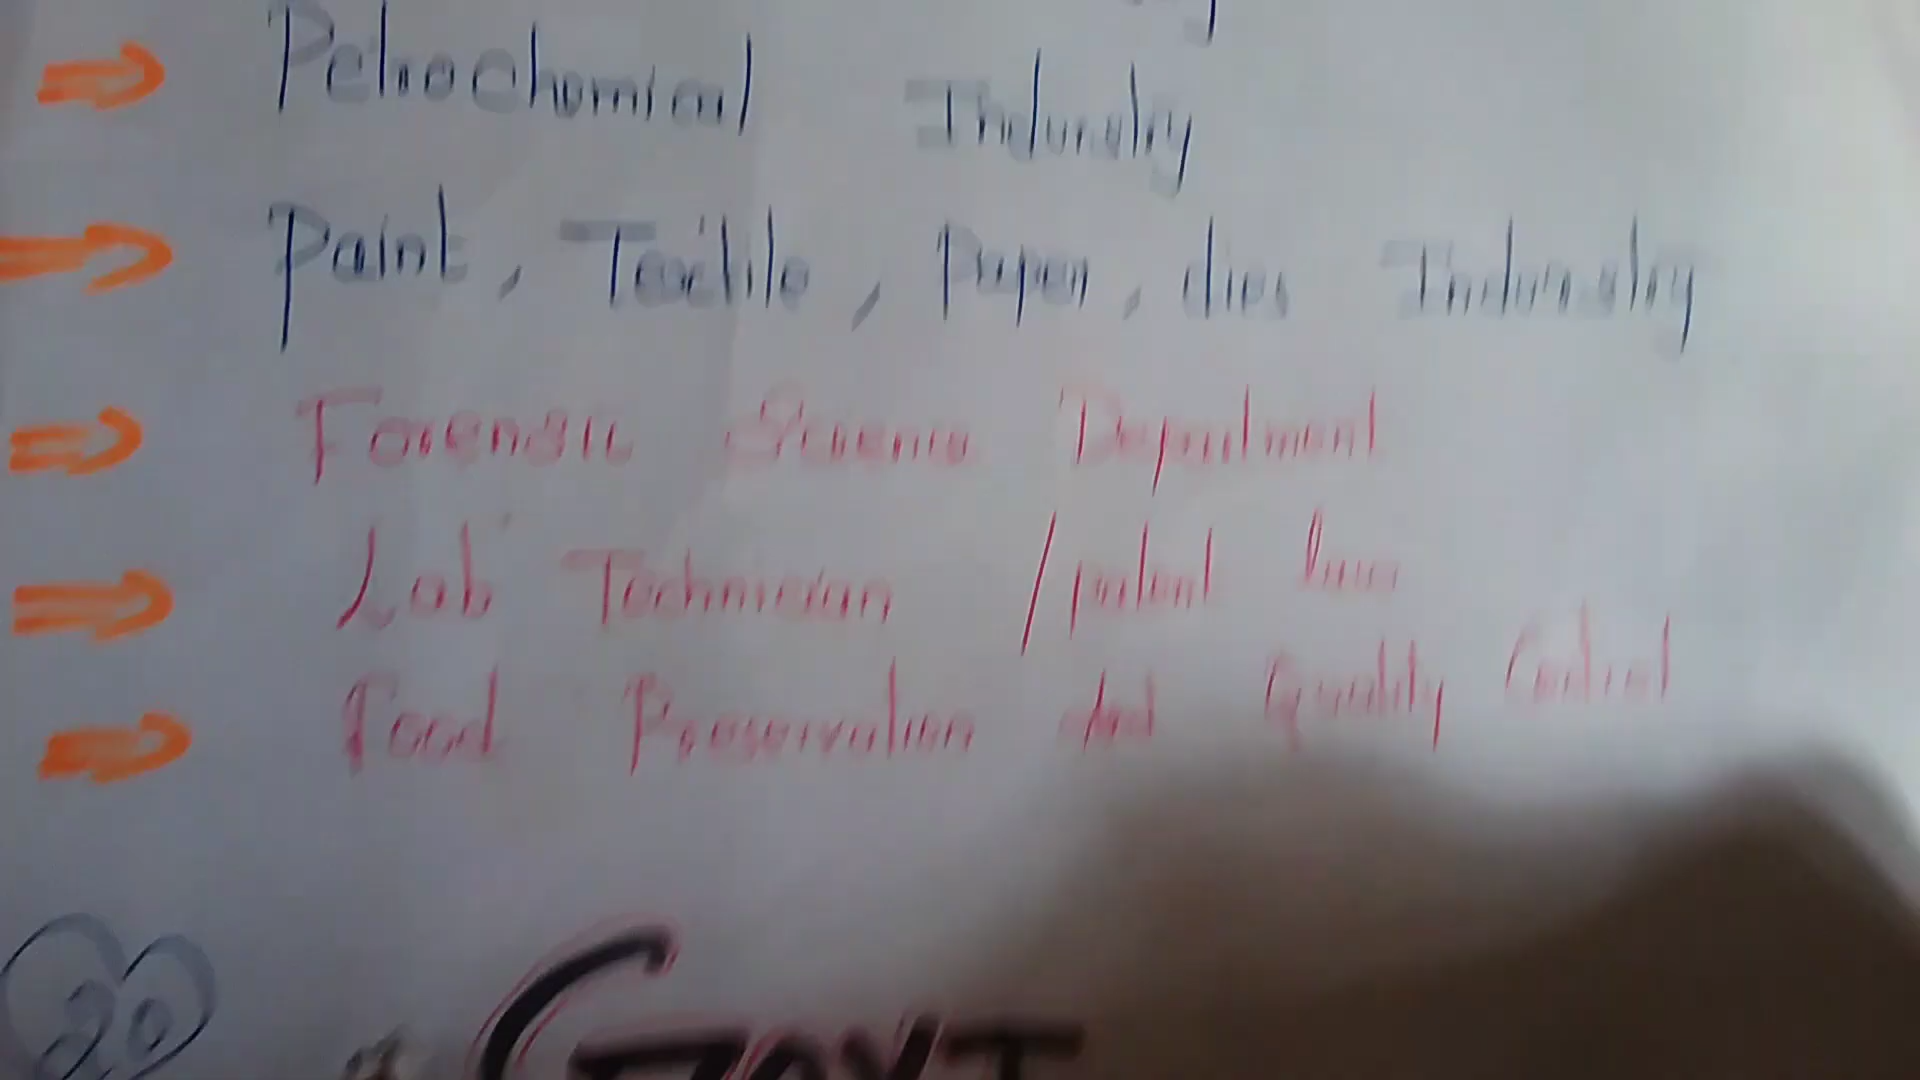 Petrochemical Industry
Paint, Textile, Paper, dies Industry
Forensic Science Department
Lab Technician / patent law
Food Preservation and Quality Control
GOVT